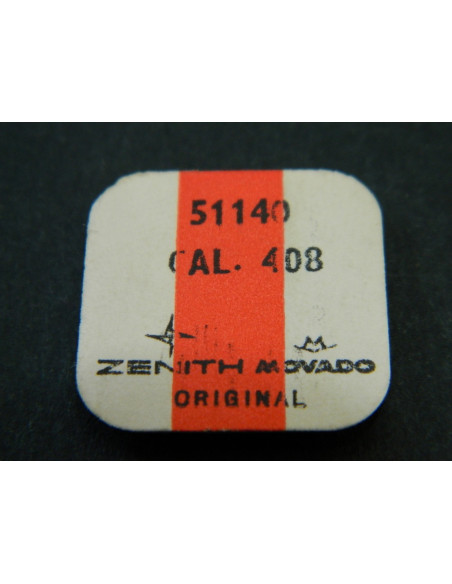 51140
CAL. 408
ZENITH MOVADO
ORIGINAL